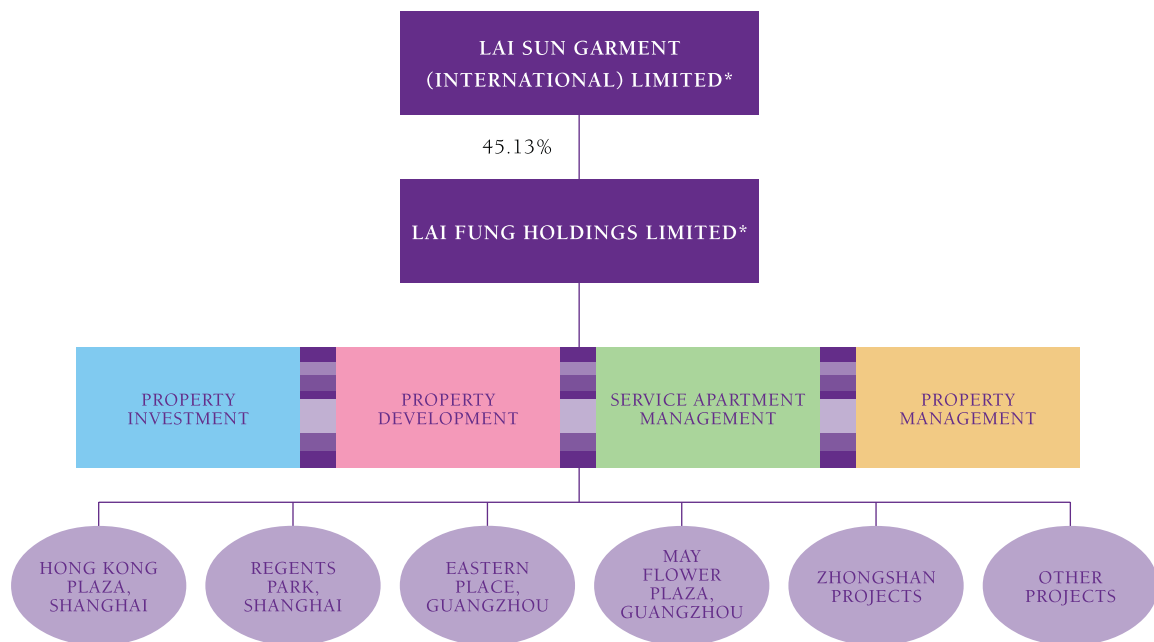 LAI SUN GARMENT
(INTERNATIONAL) LIMITED*
45.13%
LAI FUNG HOLDINGS LIMITED*
PROPERTY
INVESTMENT
PROPERTY
DEVELOPMENT
SERVICE APARTMENT
MANAGEMENT
PROPERTY
MANAGEMENT
HONG KONG
PLAZA,
SHANGHAI
REGENTS
PARK,
SHANGHAI
EASTERN
PLACE,
GUANGZHOU
MAY
FLOWER
PLAZA,
GUANGZHOU
ZHONGSHAN
PROJECTS
OTHER
PROJECTS